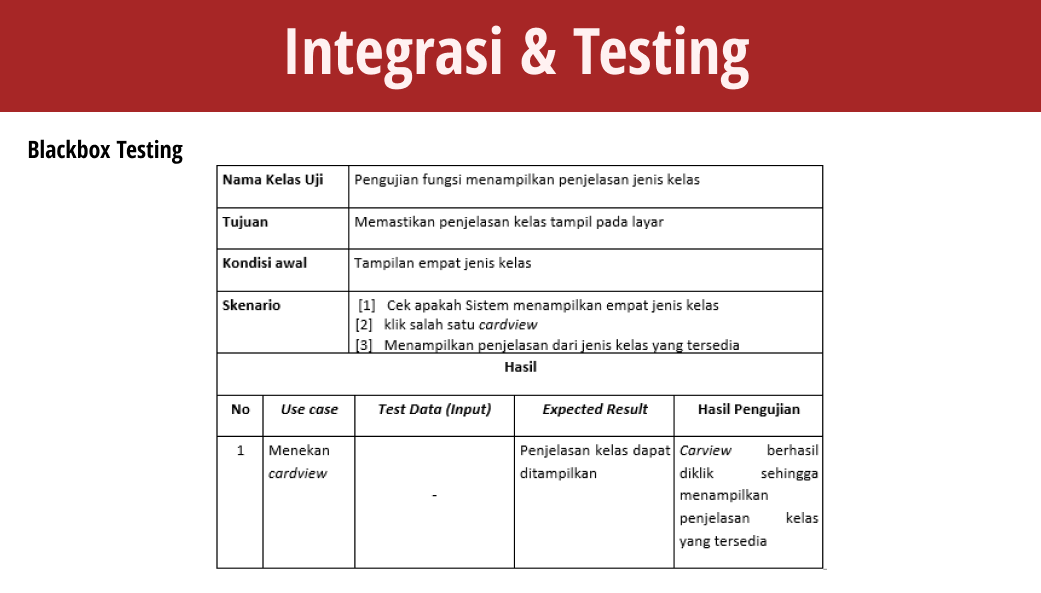 Integrasi & Testing
Blackbox Testing
Nama Kelas Uji Pengujian fungsi menampilkan penjelasan jenis kelas
Tujuan Memastikan penjelasan kelas tampil pada layar
Kondisi awal Tampilan empat jenis kelas
Skenario [1] Cek apakah Sistem menampilkan empat jenis kelas
[2] klik salah satu cardview
[3] Menampilkan penjelasan dari jenis kelas yang tersedia
Hasil
No Use case Test Data (Input) Expected Result Hasil Pengujian
1 Menekan Penjelasan kelas dapat Carview berhasil
cardview ditampilkan diklik sehingga
- menampilkan
penjelasan kelas
yang tersedia